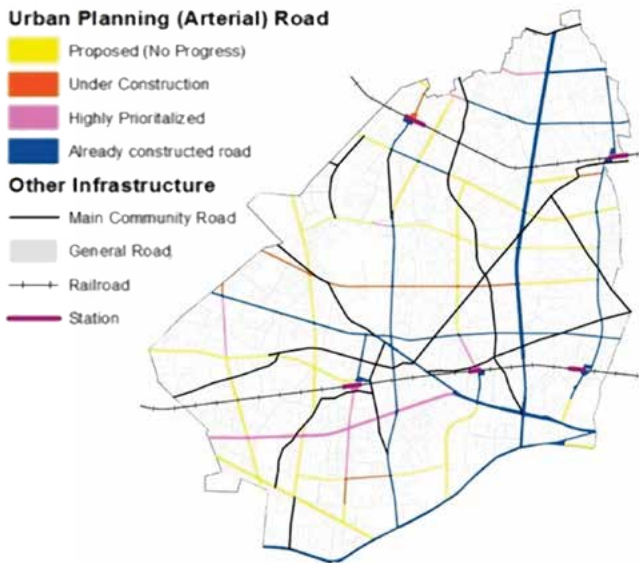 Urban Planning (Arterial) Road
Proposed (No Progress)
Under Construction
Highly Prioritalized
Already constructed road
Other Infrastructure
Main Community Road
General Road,
Railroad
Station